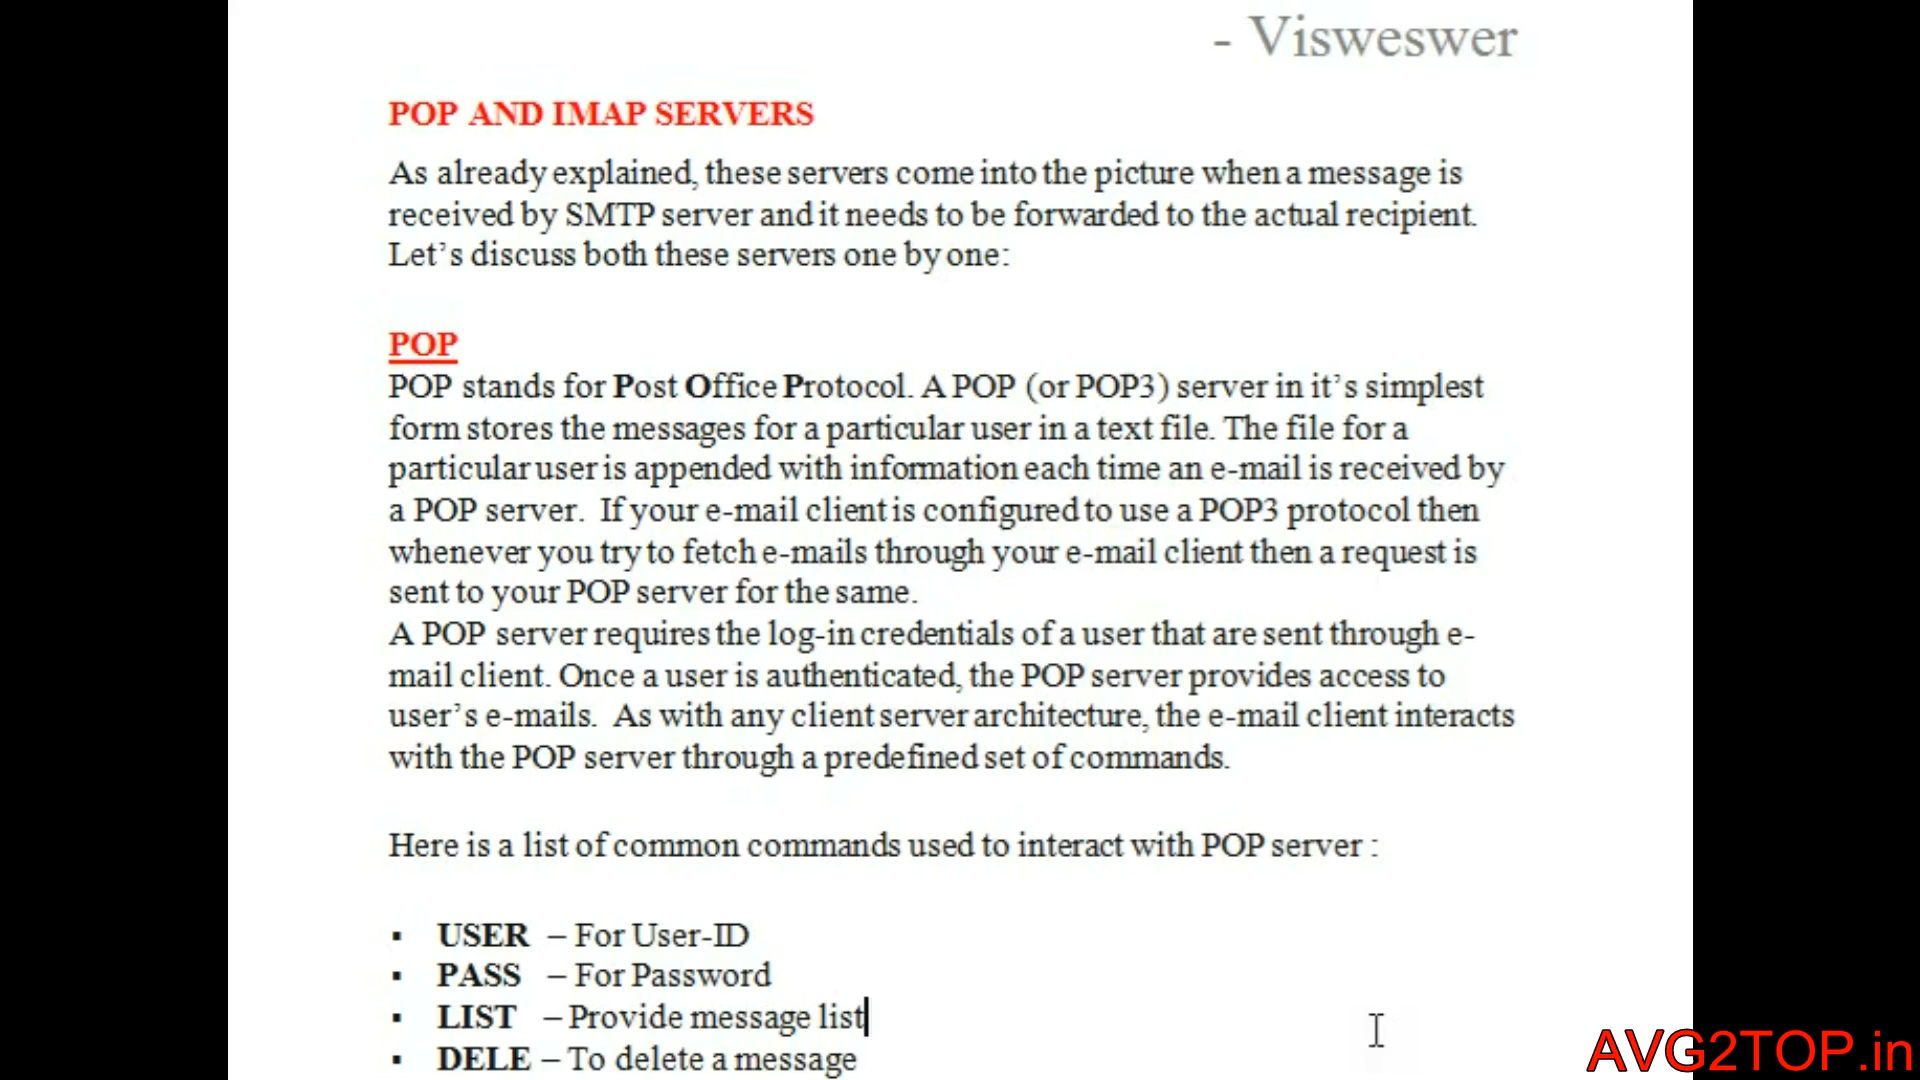 - Visweswer
POP AND IMAP SERVERS
As already explained, these servers come into the picture when a message is
received by SMTP server and it needs to be forwarded to the actual recipient.
Let’s discuss both these servers one by one:
POP
POP stands for Post Office Protocol. A POP (or POP3) server in it’s simplest
form stores the messages for a particular user in a text file. The file for a
particular user is appended with information each time an e-mail is received by
a POP server. If your e-mail client is configured to use a POP3 protocol then
whenever you try to fetch e-mails through your e-mail client then a request is
sent to your POP server for the same.
A POP server requires the log-in credentials of a user that are sent through e-
mail client. Once a user is authenticated, the POP server provides access to
user’s e-mails. As with any client server architecture, the e-mail client interacts
with the POP server through a predefined set of commands.
Here is a list of common commands used to interact with POP server :
▪ USER – For User-ID
▪ PASS – For Password
▪ LIST – Provide message list
▪ DELE – To delete a message
AVG2TOP.in